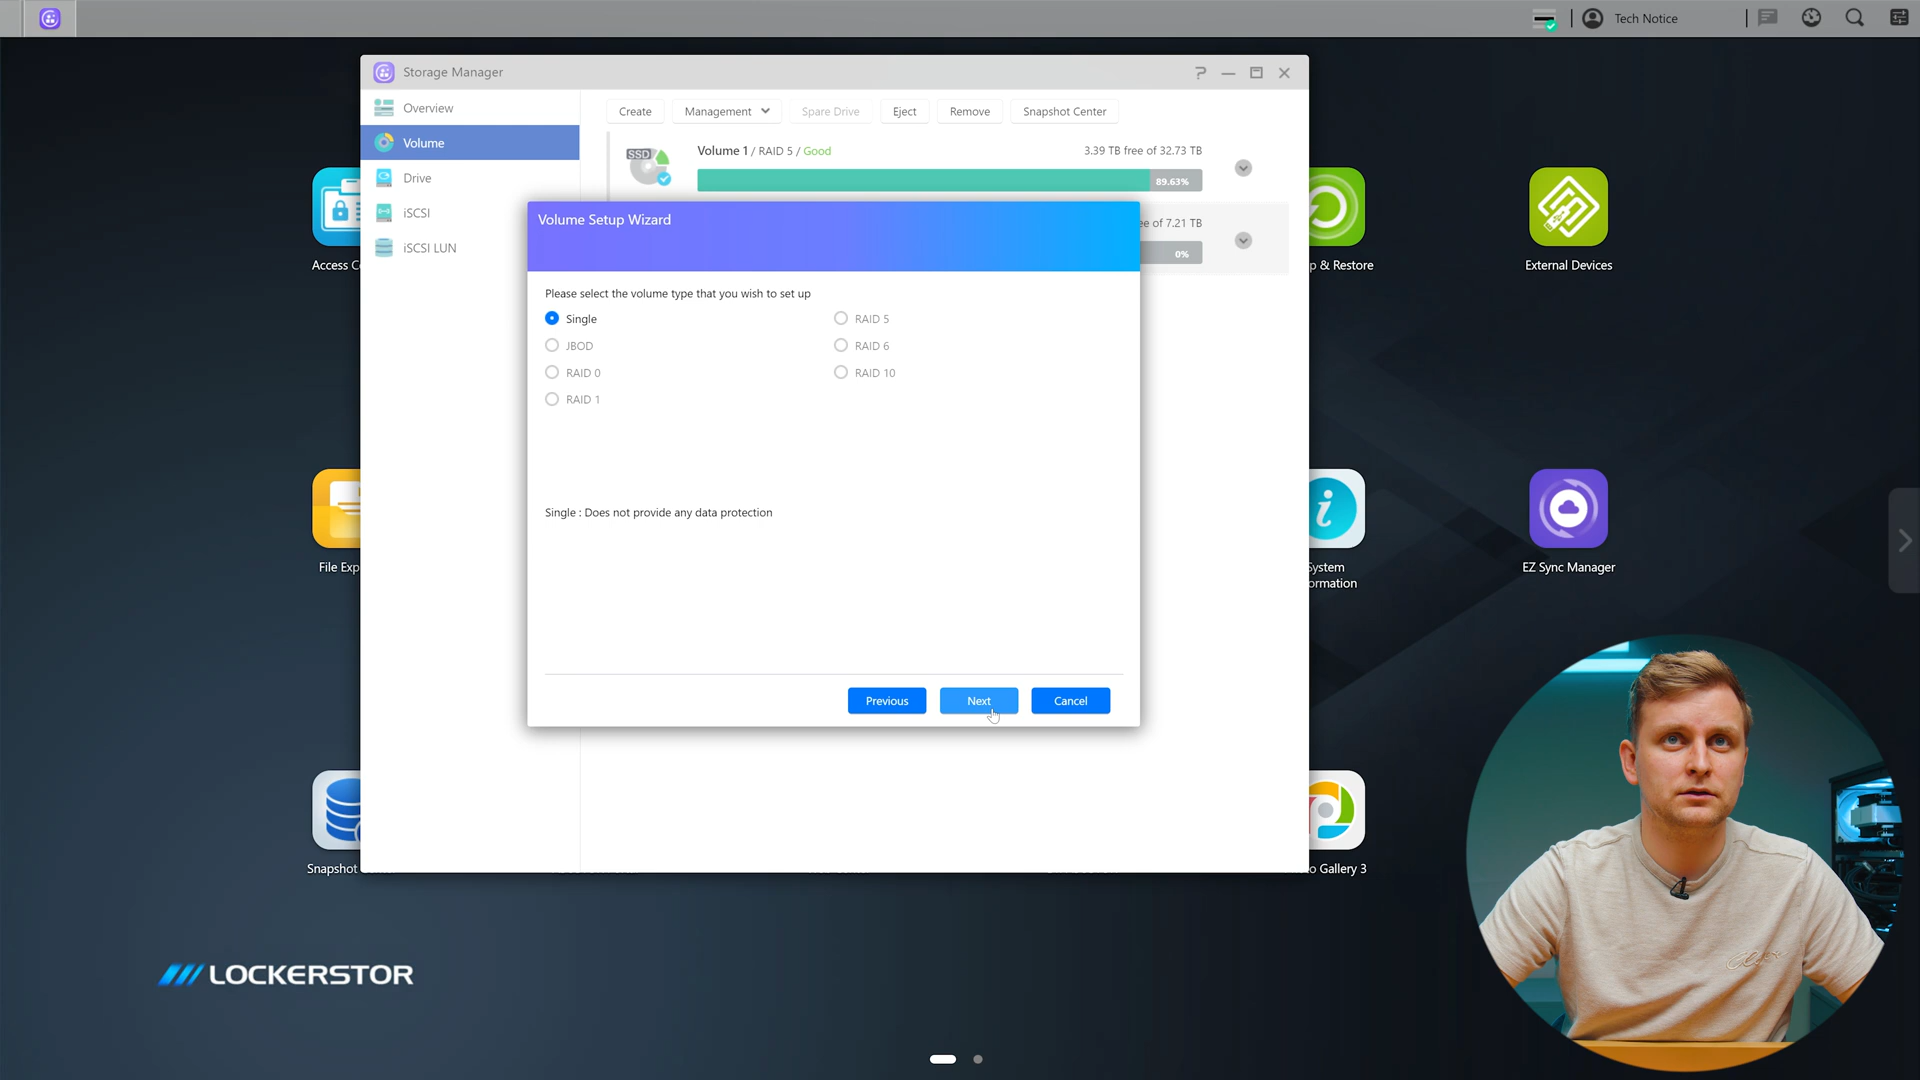 Tech Notice
Storage Manager
Overview
Volume
Drive
iSCSI
iSCSI LUN
Create
Management
Spare Drive
Eject
Remove
Snapshot Center
SSD
Volume 1 / RAID 5 / Good
3.39 TB free of 32.73 TB
89.63%
ee of 7.21 TB
0%
Volume Setup Wizard
Please select the volume type that you wish to set up
Single
JBOD
RAID 0
RAID 1
RAID 5
RAID 6
RAID 10
Single : Does not provide any data protection
Previous
Next
Cancel
Access C
p & Restore
External Devices
File Exp
System
ormation
EZ Sync Manager
Snapshot
o Gallery 3
LOCKERSTOR